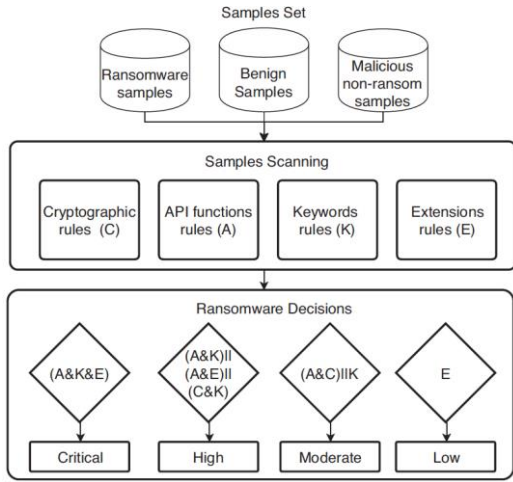 Samples Set
Ransomware
samples
Benign
Samples
Malicious
non-ransom
samples
Samples Scanning
Cryptographic
rules (C)
API functions
rules (A)
Keywords
rules (K)
Extensions
rules (E)
Ransomware Decisions
(A&K&E)
(A&K)||
(A&E)||
(C&K)
(A&C)||K
E
Critical
High
Moderate
Low